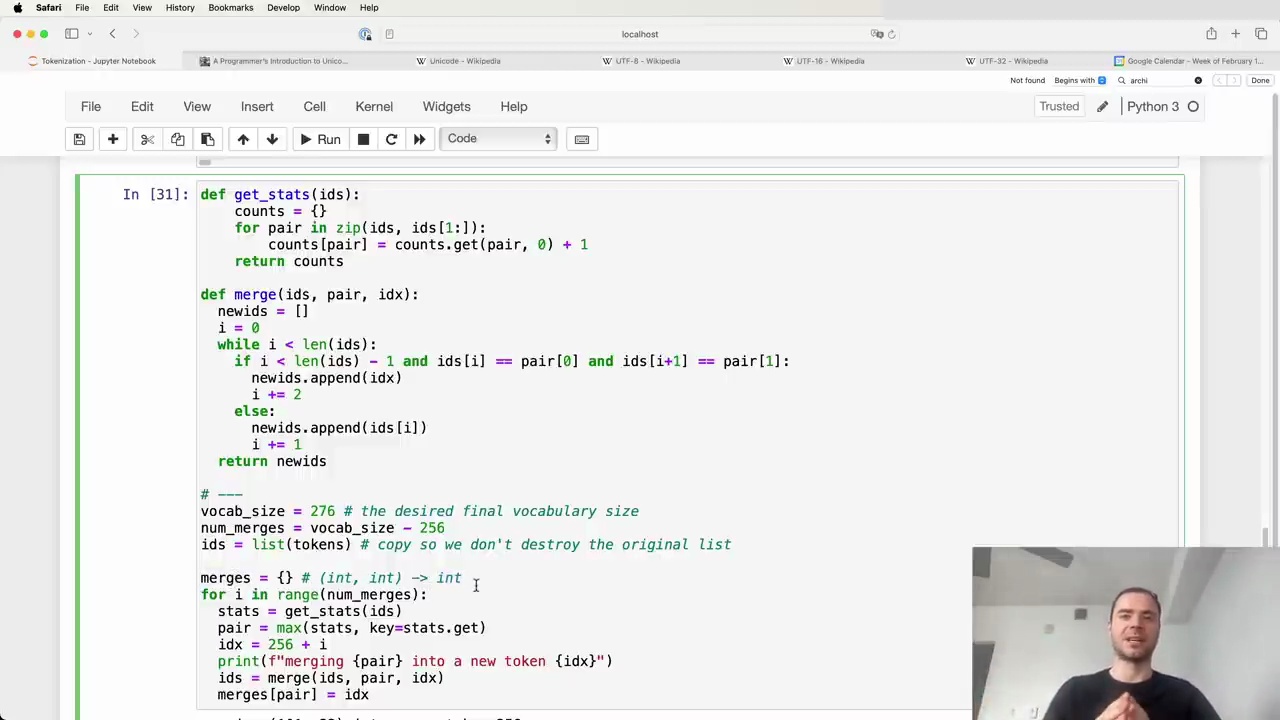 Safari File Edit View History Bookmarks Develop Window Help
localhost
Tokenization - Jupyter Notebook
A Programmer's Introduction to Unico...
Unicode - Wikipedia
UTF-8 - Wikipedia
UTF-16 - Wikipedia
UTF-32 - Wikipedia
Google Calendar - Week of February 1...
Not found Begins with archi Done
File Edit View Insert Cell Kernel Widgets Help Trusted Python 3
Run Code
In [31]:
def get_stats(ids):
    counts = {}
    for pair in zip(ids, ids[1:]):
        counts[pair] = counts.get(pair, 0) + 1
    return counts
def merge(ids, pair, idx):
  newids = []
  i = 0
  while i < len(ids):
    if i < len(ids) - 1 and ids[i] == pair[0] and ids[i+1] == pair[1]:
      newids.append(idx)
      i += 2
    else:
      newids.append(ids[i])
      i += 1
  return newids
# ---
vocab_size = 276 # the desired final vocabulary size
num_merges = vocab_size - 256
ids = list(tokens) # copy so we don't destroy the original list
merges = {} # (int, int) -> int
for i in range(num_merges):
  stats = get_stats(ids)
  pair = max(stats, key=stats.get)
  idx = 256 + i
  print(f"merging {pair} into a new token {idx}")
  ids = merge(ids, pair, idx)
  merges[pair] = idx